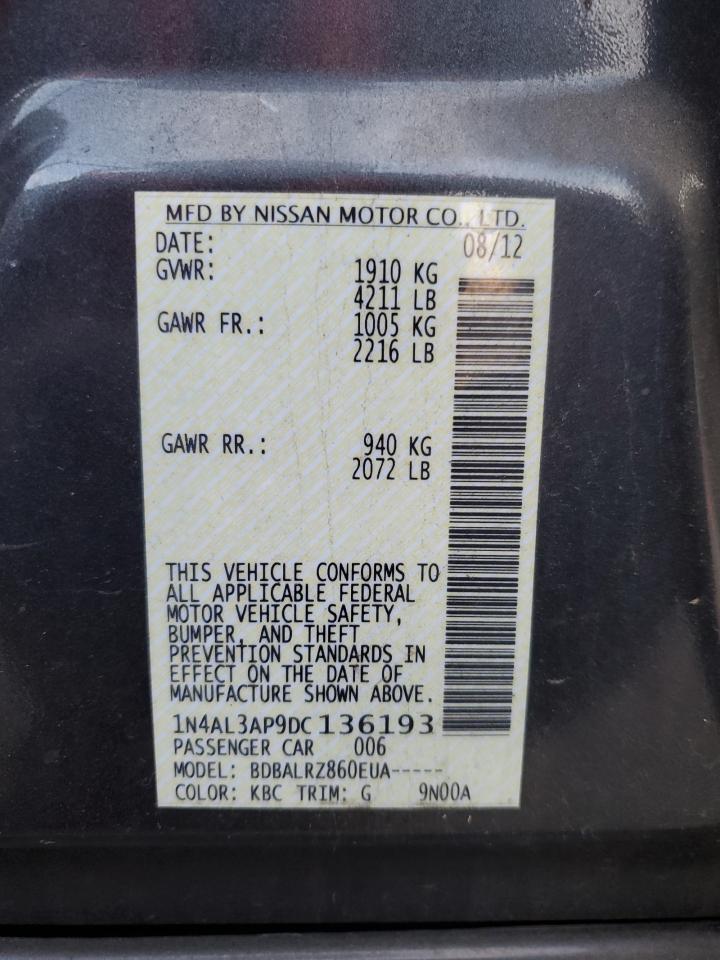 MFD BY NISSAN MOTOR CO., LTD.
DATE: 08/12
GVWR: 1910 KG
4211 LB
GAWR FR.: 1005 KG
2216 LB
GAWR RR.: 940 KG
2072 LB
THIS VEHICLE CONFORMS TO
ALL APPLICABLE FEDERAL
MOTOR VEHICLE SAFETY,
BUMPER, AND THEFT
PREVENTION STANDARDS IN
EFFECT ON THE DATE OF
MANUFACTURE SHOWN ABOVE.
1N4AL3AP9DC136193
PASSENGER CAR 006
MODEL: BDBALRZ860EUA-----
COLOR: KBC TRIM: G 9N00A